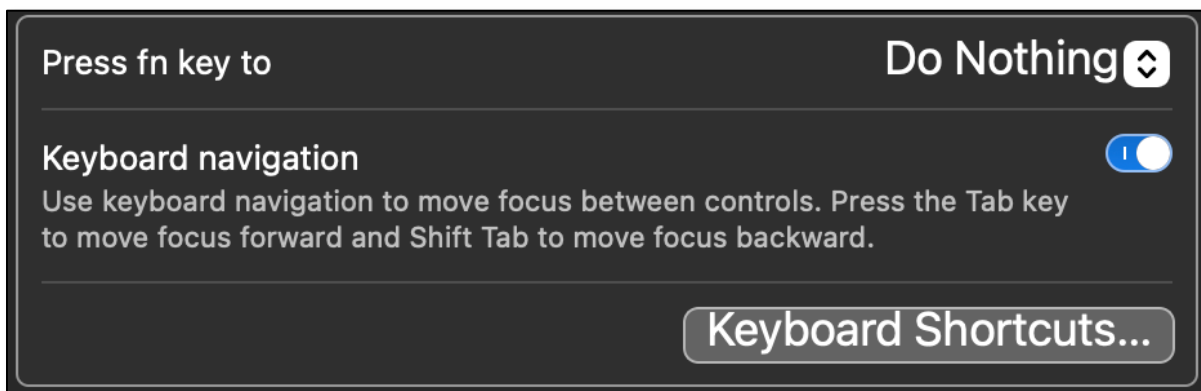 Press fn key to Do Nothing
Keyboard navigation
Use keyboard navigation to move focus between controls. Press the Tab key
to move focus forward and Shift Tab to move focus backward.
Keyboard Shortcuts...